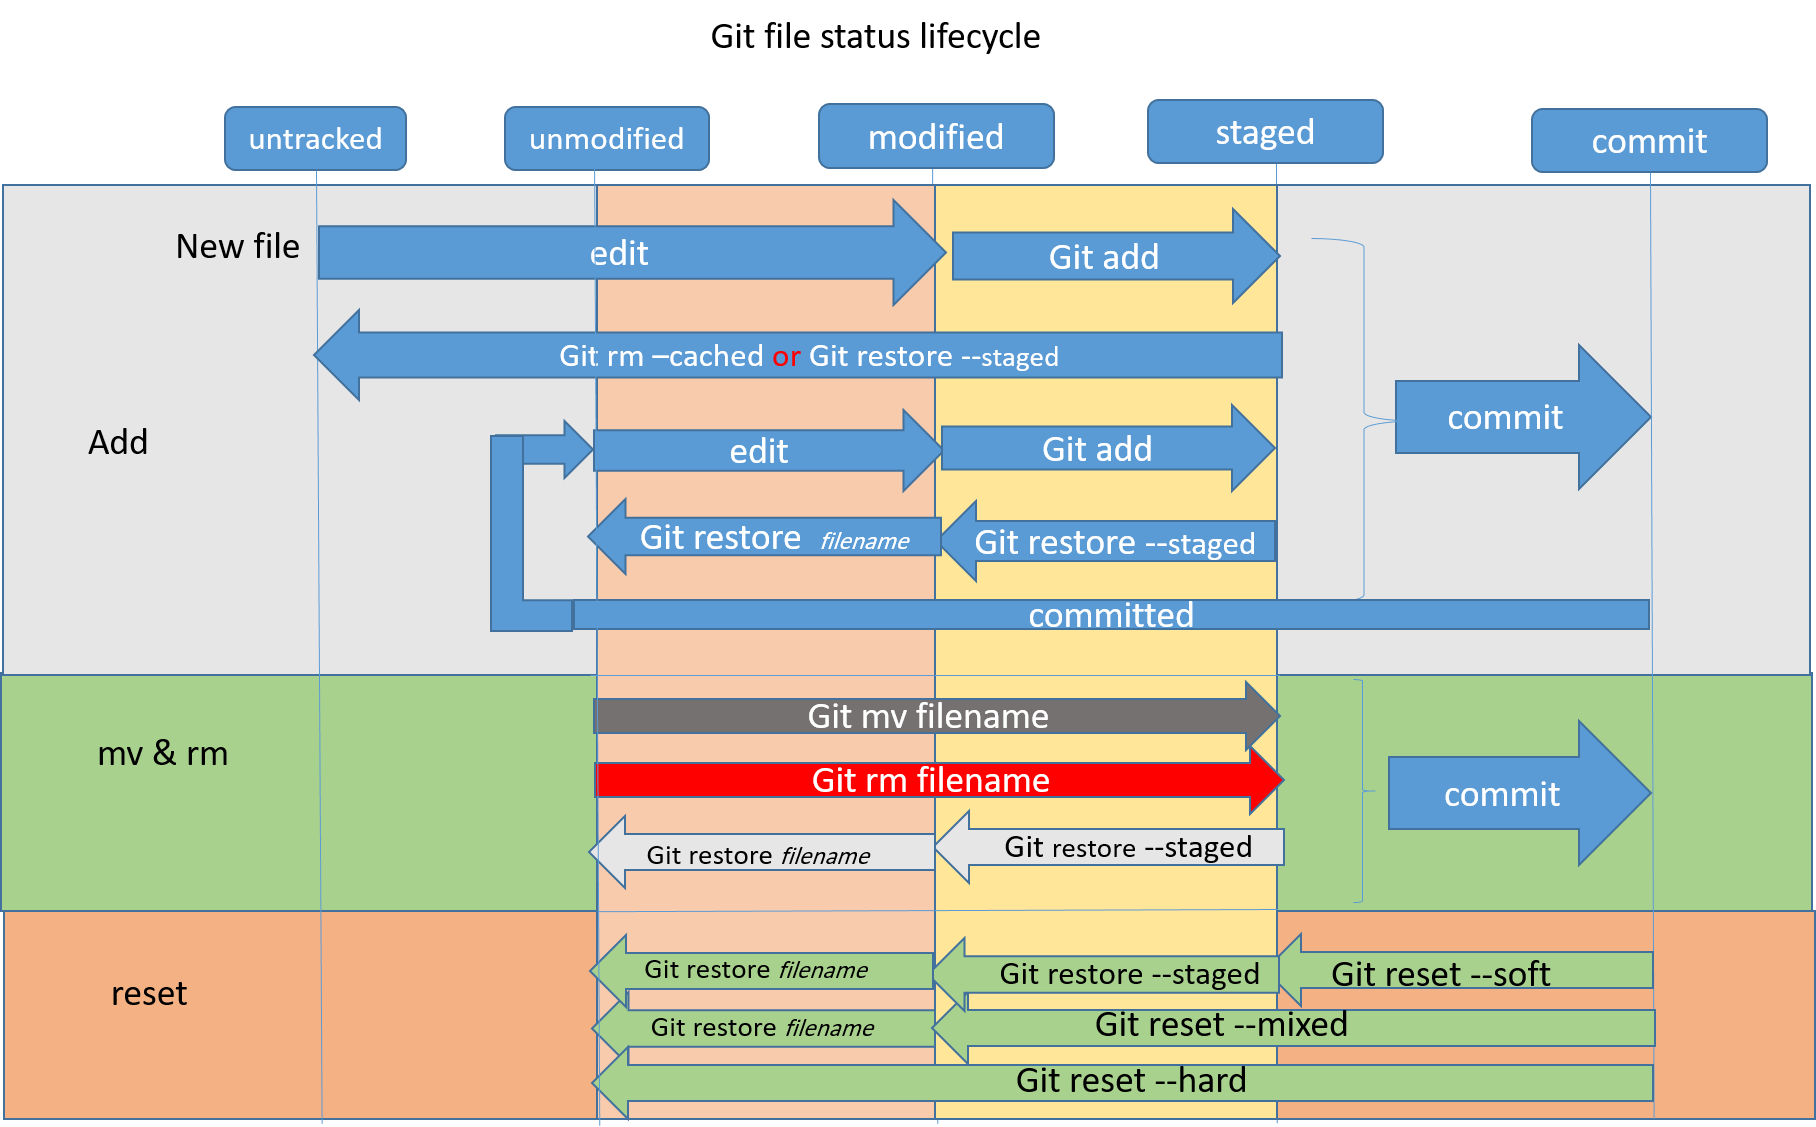 Git file status lifecycle
untracked
unmodified
modified
staged
commit
New file
edit
Git add
Git rm –cached or Git restore --staged
Add
edit
Git add
commit
Git restore filename
Git restore --staged
committed
mv & rm
Git mv filename
Git rm filename
commit
Git restore filename
Git restore --staged
reset
Git restore filename
Git restore --staged
Git reset --soft
Git restore filename
Git reset --mixed
Git reset --hard